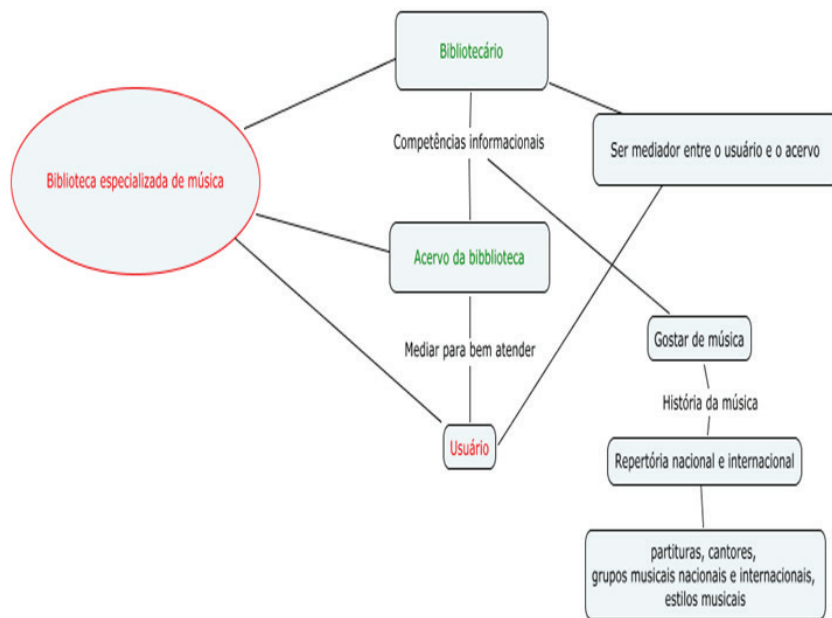 Bibliotecário
Competências informacionais
Ser mediador entre o usuário e o acervo
Biblioteca especializada de música
Acervo da bibblioteca
Mediar para bem atender
Gostar de música
História da música
Usuário
Repertória nacional e internacional
partituras, cantores,
grupos musicais nacionais e internacionais,
estilos musicais